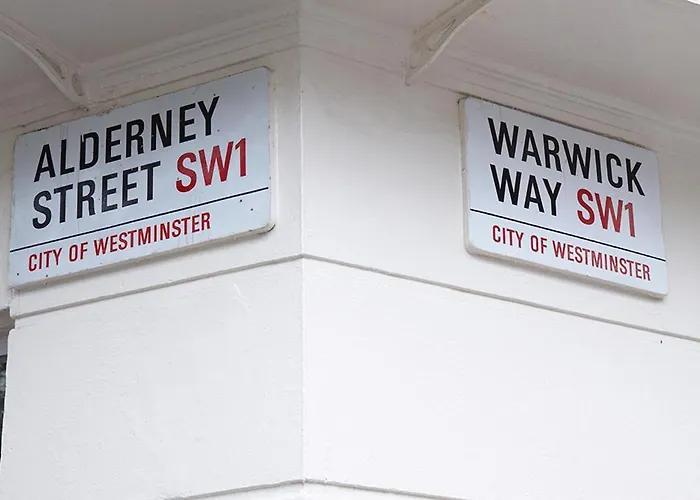 ALDERNEY
STREET SW1
CITY OF WESTMINSTER
WARWICK
WAY SW1
CITY OF WESTMINSTER